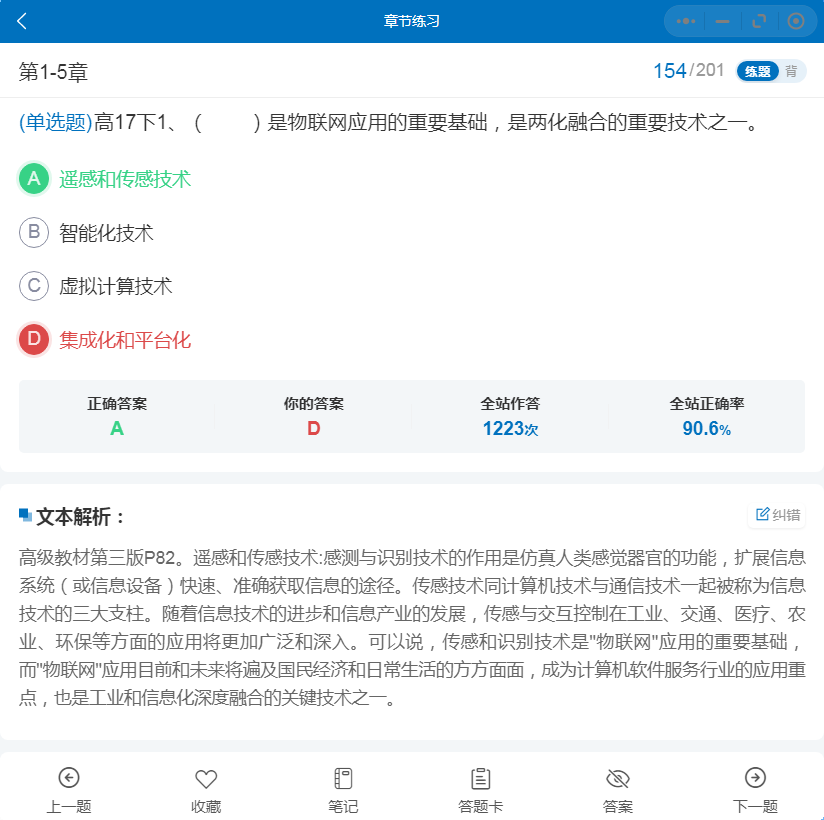 章节练习
第1-5章
154/201 练题 背
(单选题)高17下1、（　　）是物联网应用的重要基础，是两化融合的重要技术之一。
A 遥感和传感技术
B 智能化技术
C 虚拟计算技术
D 集成化和平台化
正确答案 你的答案 全站作答 全站正确率
A D 1223次 90.6%
文本解析：
纠错
高级教材第三版P82。遥感和传感技术:感测与识别技术的作用是仿真人类感觉器官的功能，扩展信息
系统（或信息设备）快速、准确获取信息的途径。传感技术同计算机技术与通信技术一起被称为信息
技术的三大支柱。随着信息技术的进步和信息产业的发展，传感与交互控制在工业、交通、医疗、农
业、环保等方面的应用将更加广泛和深入。可以说，传感和识别技术是"物联网"应用的重要基础，
而"物联网"应用目前和未来将遍及国民经济和日常生活的方方面面，成为计算机软件服务行业的应用重
点，也是工业和信息化深度融合的关键技术之一。
上一题 收藏 笔记 答题卡 答案 下一题